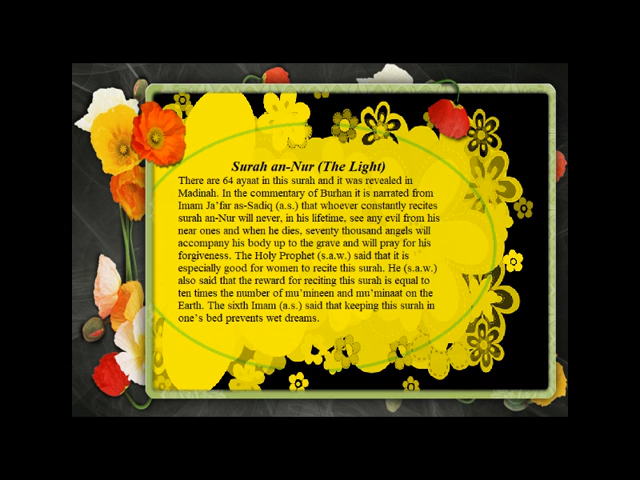 Surah an-Nur (The Light)
There are 64 ayaat in this surah and it was revealed in
Madinah. In the commentary of Burhan it is narrated from
Imam Ja'far as-Sadiq (a.s.) that whoever constantly recites
surah an-Nur will never, in his lifetime, see any evil from his
near ones and when he dies, seventy thousand angels will
accompany his body up to the grave and will pray for his
forgiveness. The Holy Prophet (s.a.w.) said that it is
especially good for women to recite this surah. He (s.a.w.)
also said that the reward for reciting this surah is equal to
ten times the number of mu'mineen and mu'minaat on the
Earth. The sixth Imam (a.s.) said that keeping this surah in
one's bed prevents wet dreams.